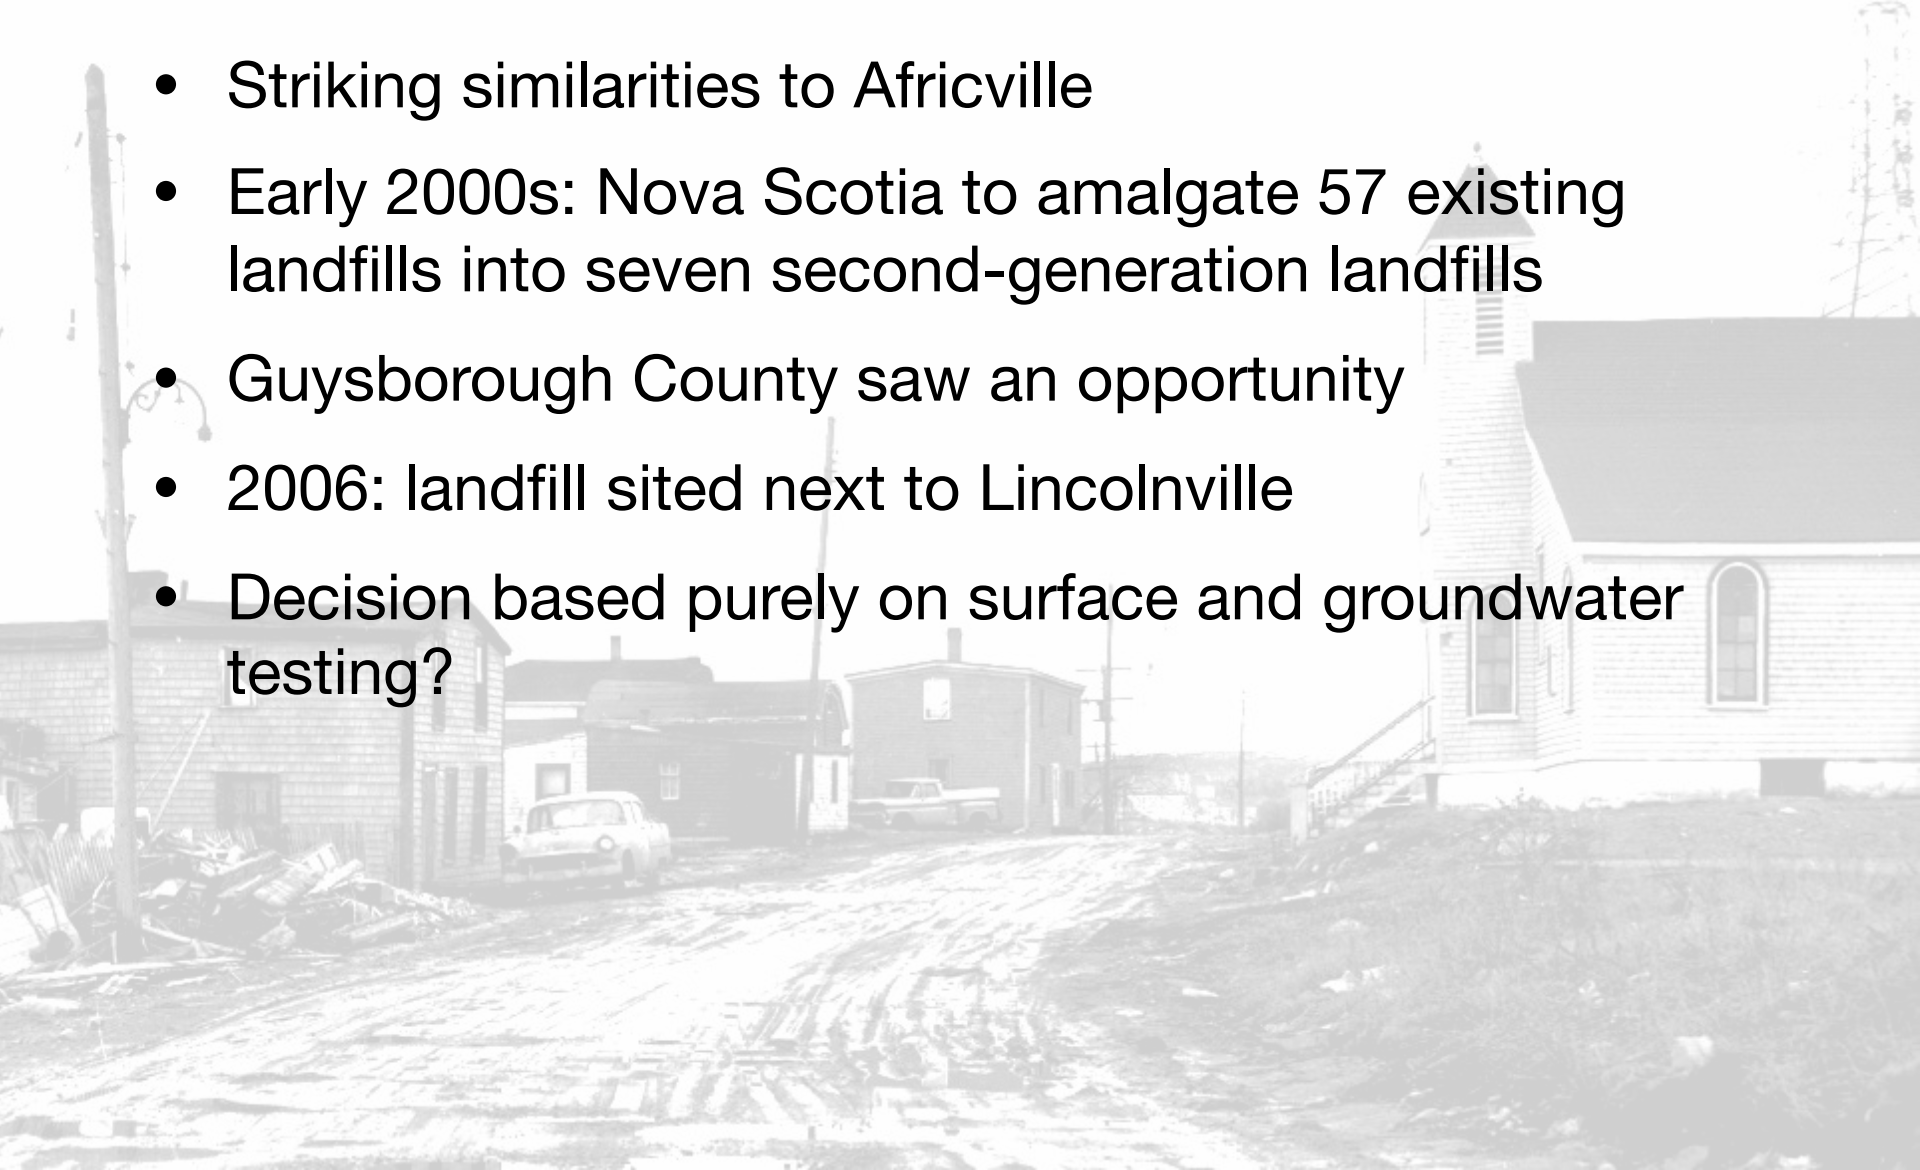 • Striking similarities to Africville
• Early 2000s: Nova Scotia to amalgate 57 existing
landfills into seven second-generation landfills
• Guysborough County saw an opportunity
• 2006: landfill sited next to Lincolnville
• Decision based purely on surface and groundwater
testing?